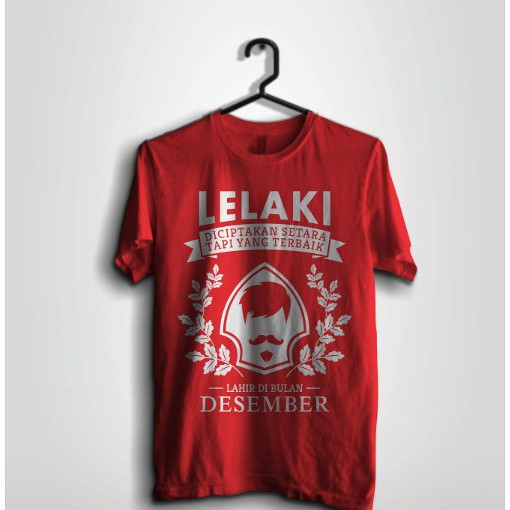 LELAKI
DICIPTAKAN SETARA
TAPI YANG TERBAIK
LAHIR DI BULAN
DESEMBER